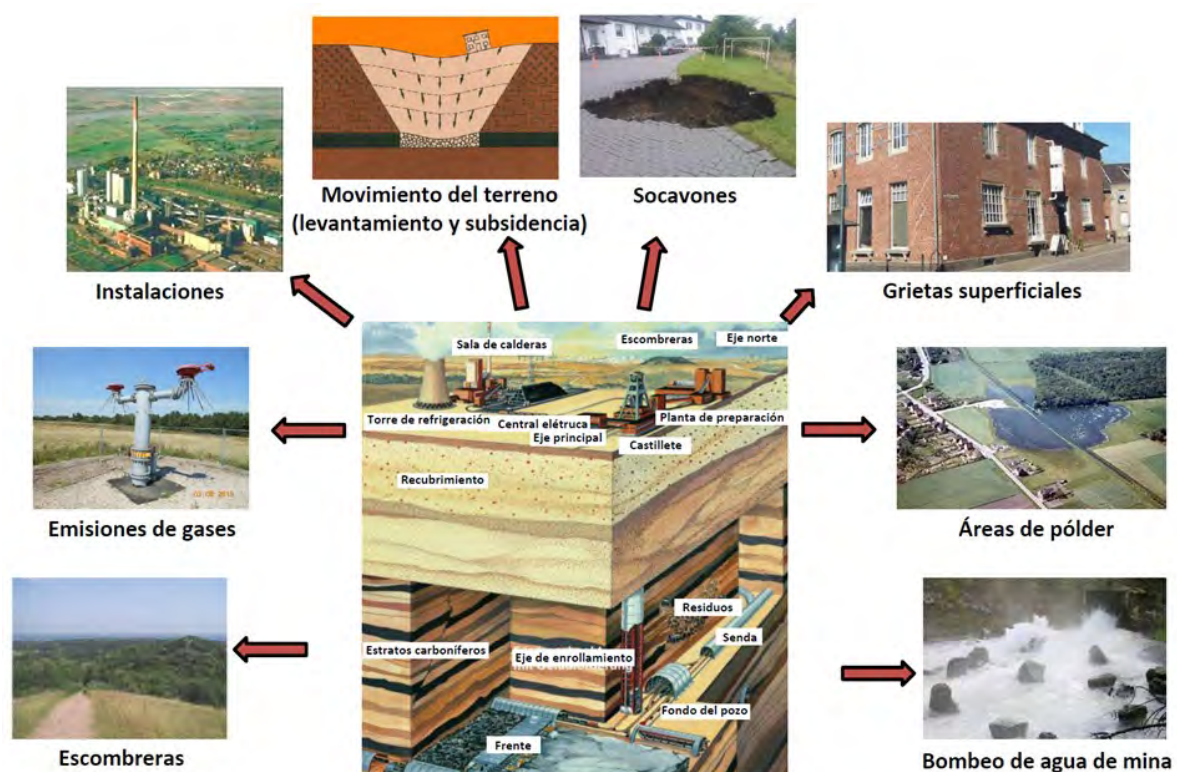 Movimiento del terreno
(levantamiento y subsidencia)
Socavones
Instalaciones
Grietas superficiales
Sala de calderas
Escombreras
Eje norte
Torre de refrigeración
Central elétruca
Eje principal
Planta de preparación
Castillete
Recubrimiento
Emisiones de gases
Áreas de pólder
Residuos
Senda
Estratos carboníferos
Eje de enrollamiento
Fondo del pozo
Frente
Escombreras
Bombeo de agua de mina